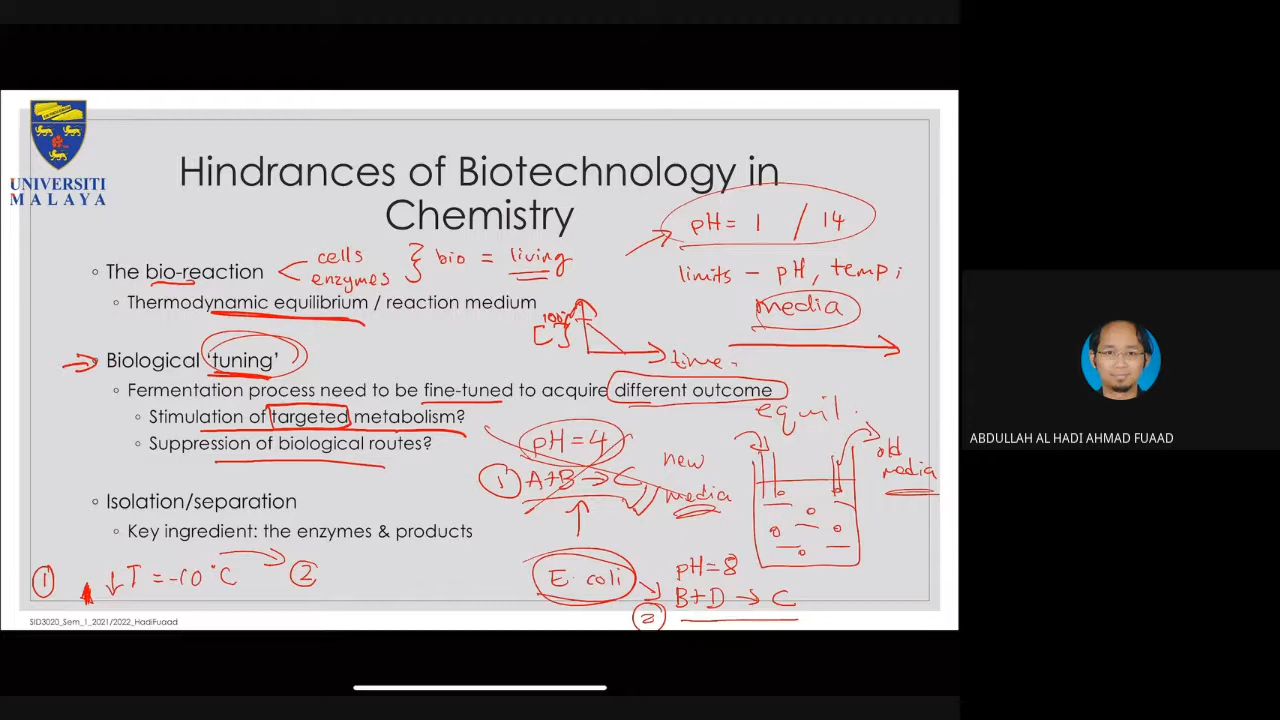 UNIVERSITI
MALAYA
Hindrances of Biotechnology in
Chemistry
pH = 1 / 14
◦ The bio-reaction
cells
enzymes
} bio = living
limits - pH, temp;
◦ Thermodynamic equilibrium / reaction medium
media
100%
[ ]
time
→ ◦ Biological 'tuning'
◦ Fermentation process need to be fine-tuned to acquire different outcome
equil.
◦ Stimulation of targeted metabolism?
◦ Suppression of biological routes?
pH = 4
① A+B → C
new
media
old
media
◦ Isolation/separation
◦ Key ingredient: the enzymes & products
① ↓ T = -10 °C → ②
E. coli
pH = 8
② B+D → C
SID3020_Sem_1_2021/2022_HadiFuaad
ABDULLAH AL HADI AHMAD FUAAD